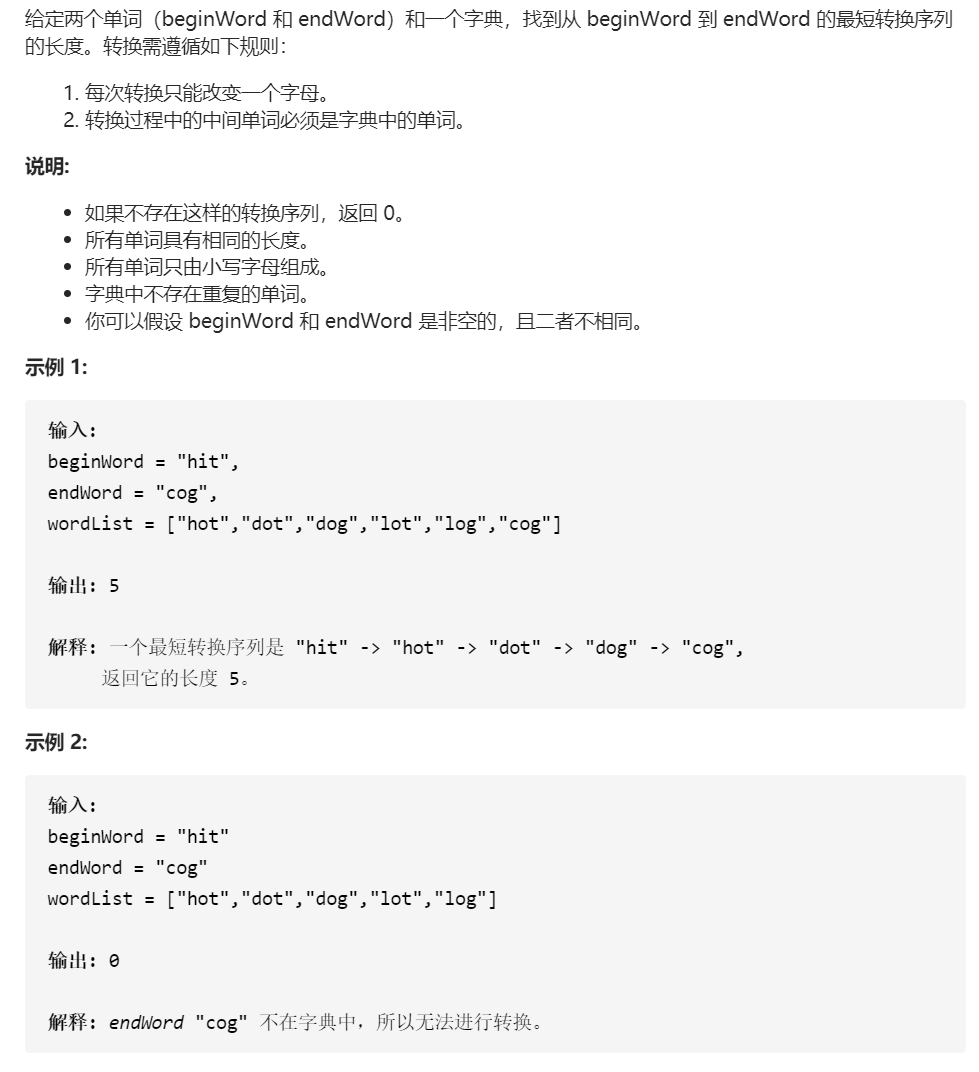 给定两个单词（beginWord 和 endWord）和一个字典，找到从 beginWord 到 endWord 的最短转换序列
的长度。转换需遵循如下规则：
1. 每次转换只能改变一个字母。
2. 转换过程中的中间单词必须是字典中的单词。
说明:
• 如果不存在这样的转换序列，返回 0。
• 所有单词具有相同的长度。
• 所有单词只由小写字母组成。
• 字典中不存在重复的单词。
• 你可以假设 beginWord 和 endWord 是非空的，且二者不相同。
示例 1:
输入:
beginWord = "hit",
endWord = "cog",
wordList = ["hot","dot","dog","lot","log","cog"]
输出: 5
解释: 一个最短转换序列是 "hit" -> "hot" -> "dot" -> "dog" -> "cog",
返回它的长度 5。
示例 2:
输入:
beginWord = "hit"
endWord = "cog"
wordList = ["hot","dot","dog","lot","log"]
输出: 0
解释: endWord "cog" 不在字典中，所以无法进行转换。